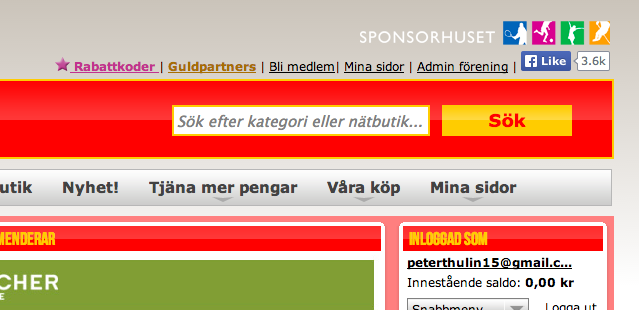 SPONSORHUSET
Rabattkoder | Guldpartners | Bli medlem| Mina sidor | Admin förening | Like 3.6k
Sök efter kategori eller nätbutik... Sök
utik Nyhet! Tjäna mer pengar Våra köp Mina sidor
MENDERAR
INLOGGAD SOM
CHER
E
peterthulin15@gmail.c...
Innestående saldo: 0,00 kr
Snabbmeny Logga ut